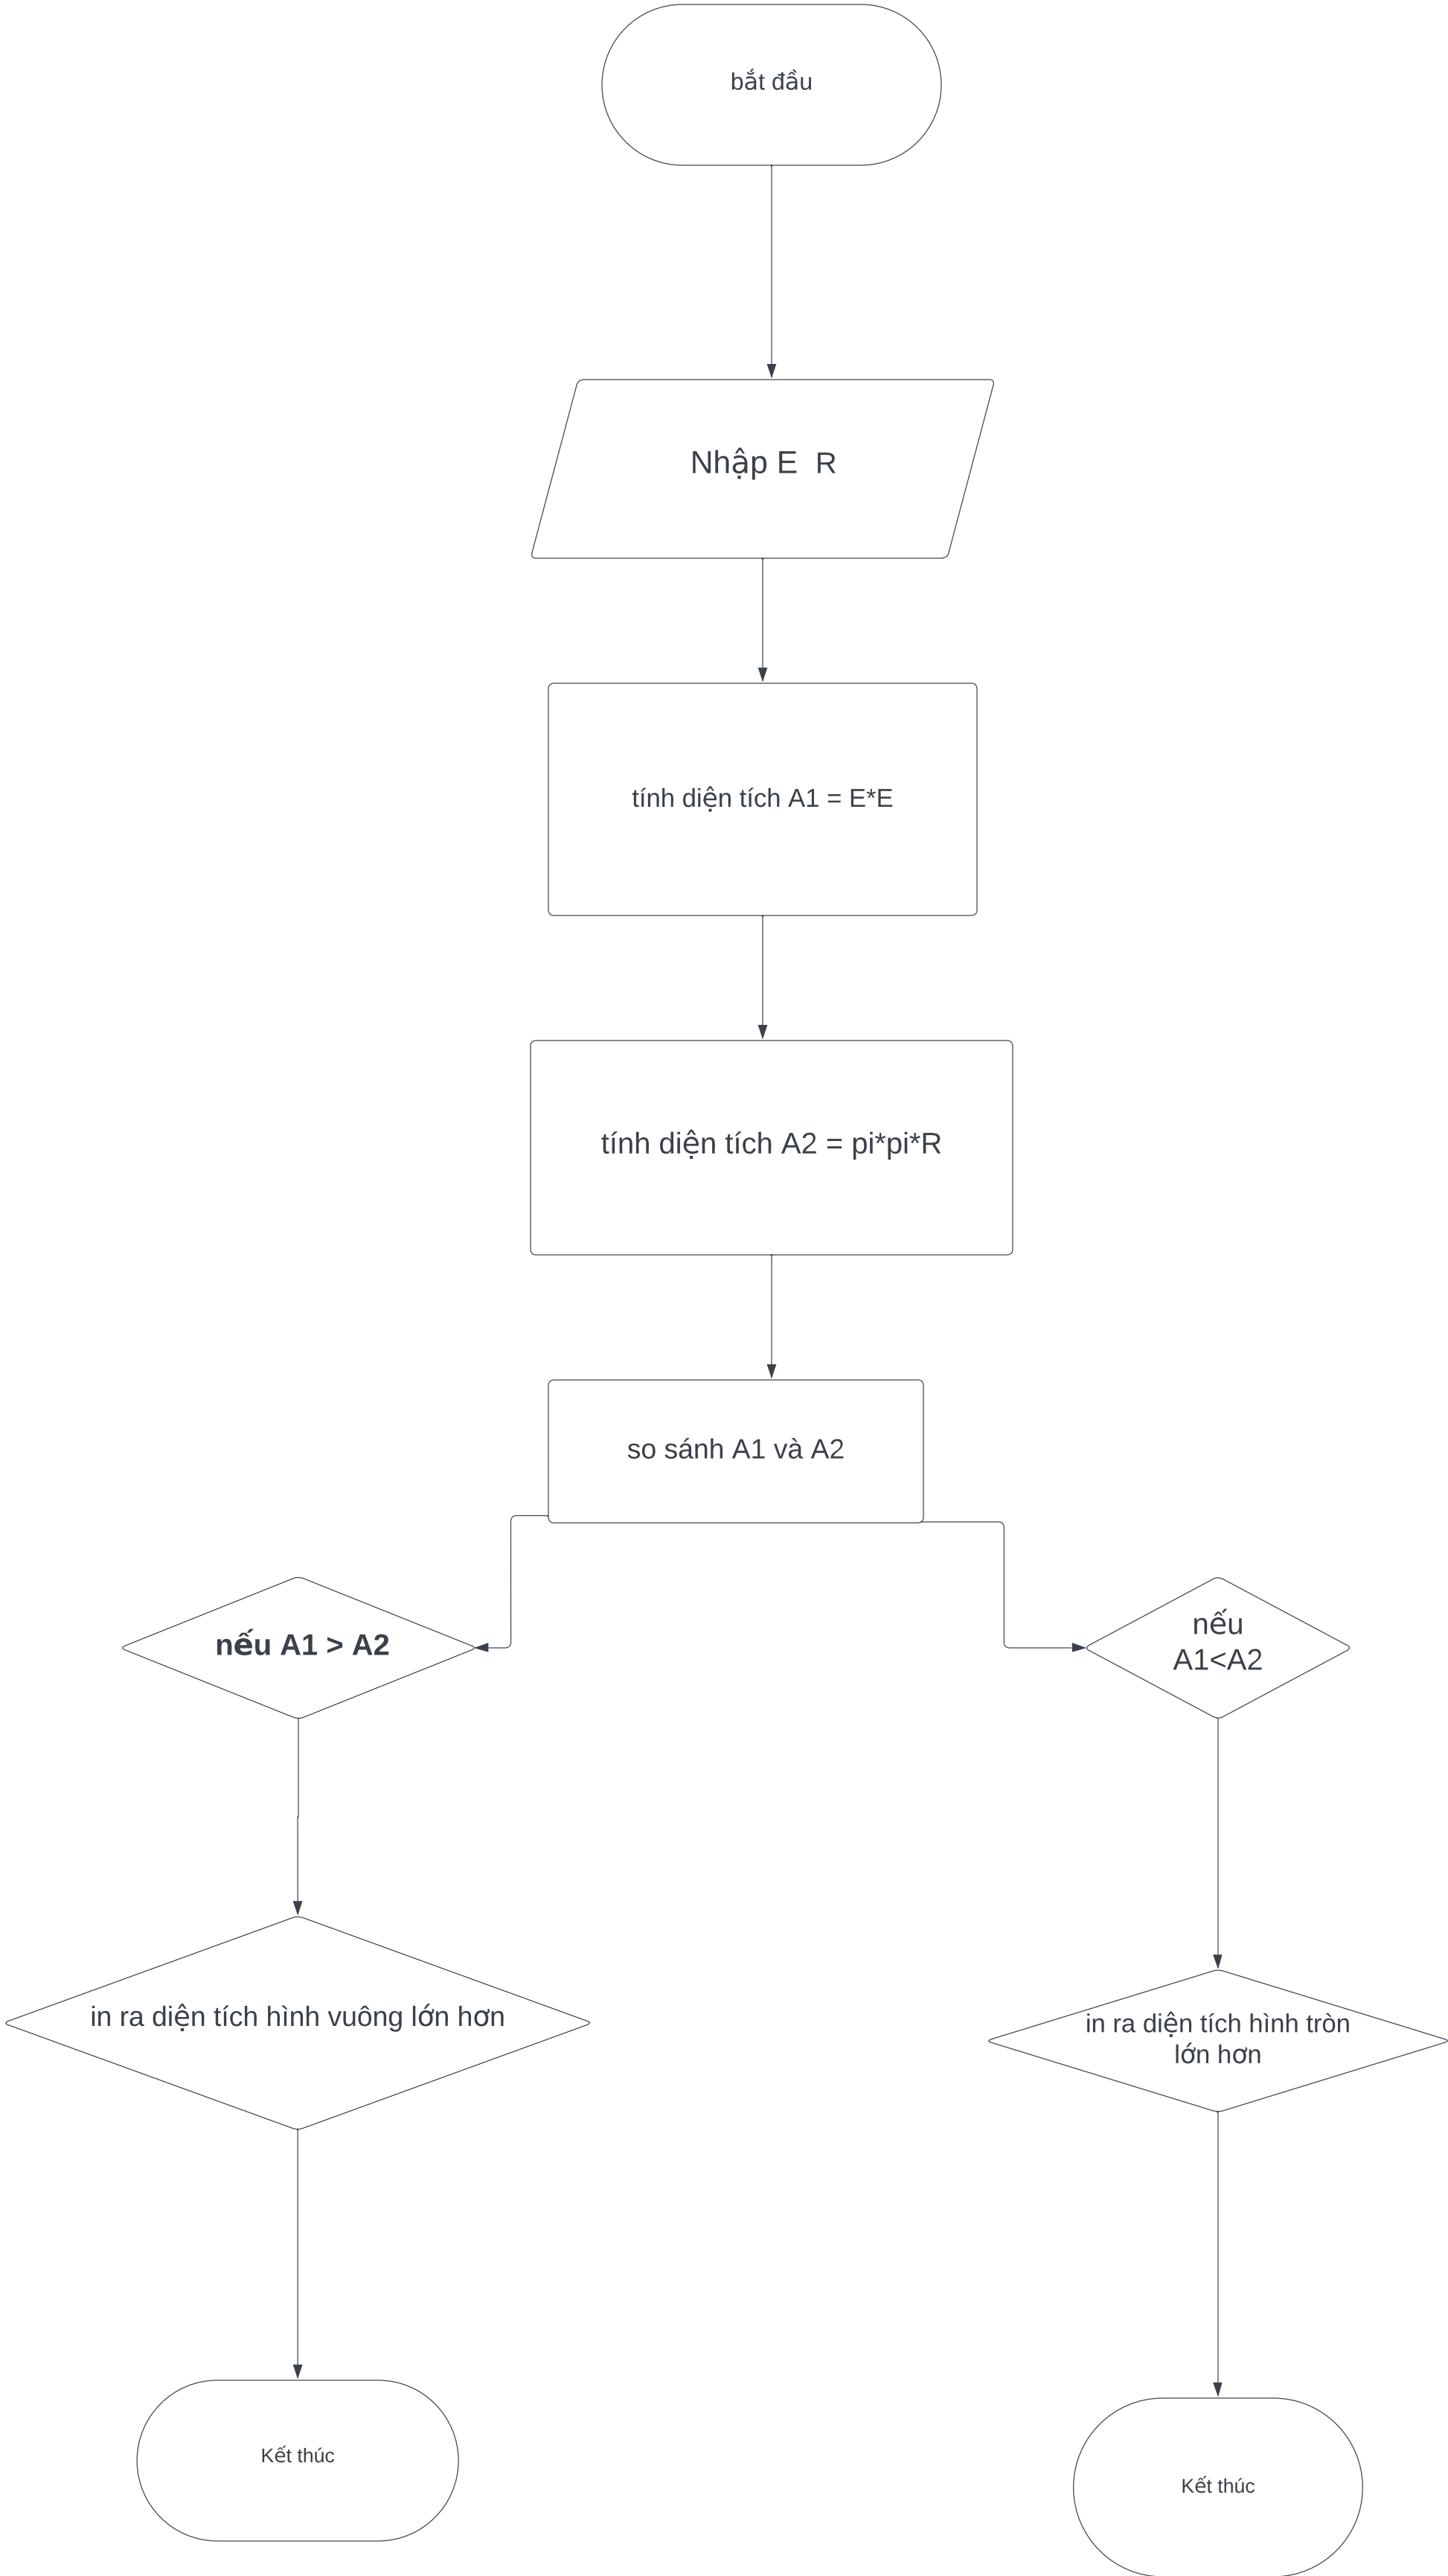 bắt đầu
Nhập E  R
tính diện tích A1 = E*E
tính diện tích A2 = pi*pi*R
so sánh A1 và A2
nếu A1 > A2
nếu
A1<A2
in ra diện tích hình vuông lớn hơn
in ra diện tích hình tròn
lớn hơn
Kết thúc
Kết thúc